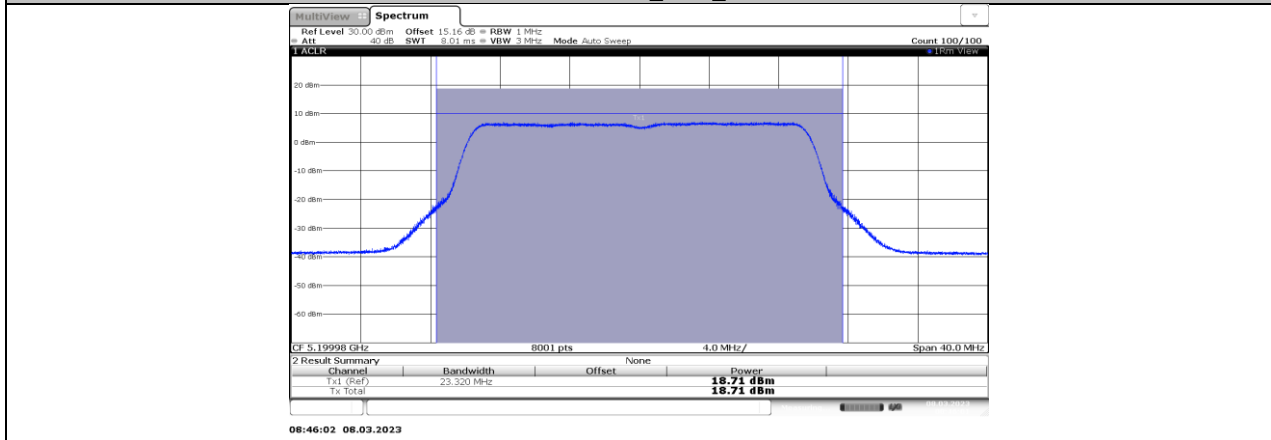 MultiView Spectrum
Ref Level 30.00 dBm Offset 15.16 dB RBW 1 MHz
Att 40 dB SWT 8.01 ms VBW 3 MHz Mode Auto Sweep Count 100/100
1 ACLR 1Rm View
20 dBm
10 dBm
Tx1
0 dBm
-10 dBm
-20 dBm
-30 dBm
-40 dBm
-50 dBm
-60 dBm
CF 5.19998 GHz 8001 pts 4.0 MHz/ Span 40.0 MHz
2 Result Summary None
Channel Bandwidth Offset Power
Tx1 (Ref) 23.320 MHz 18.71 dBm
Tx Total 18.71 dBm
08.03.2023
08:46:02 08.03.2023